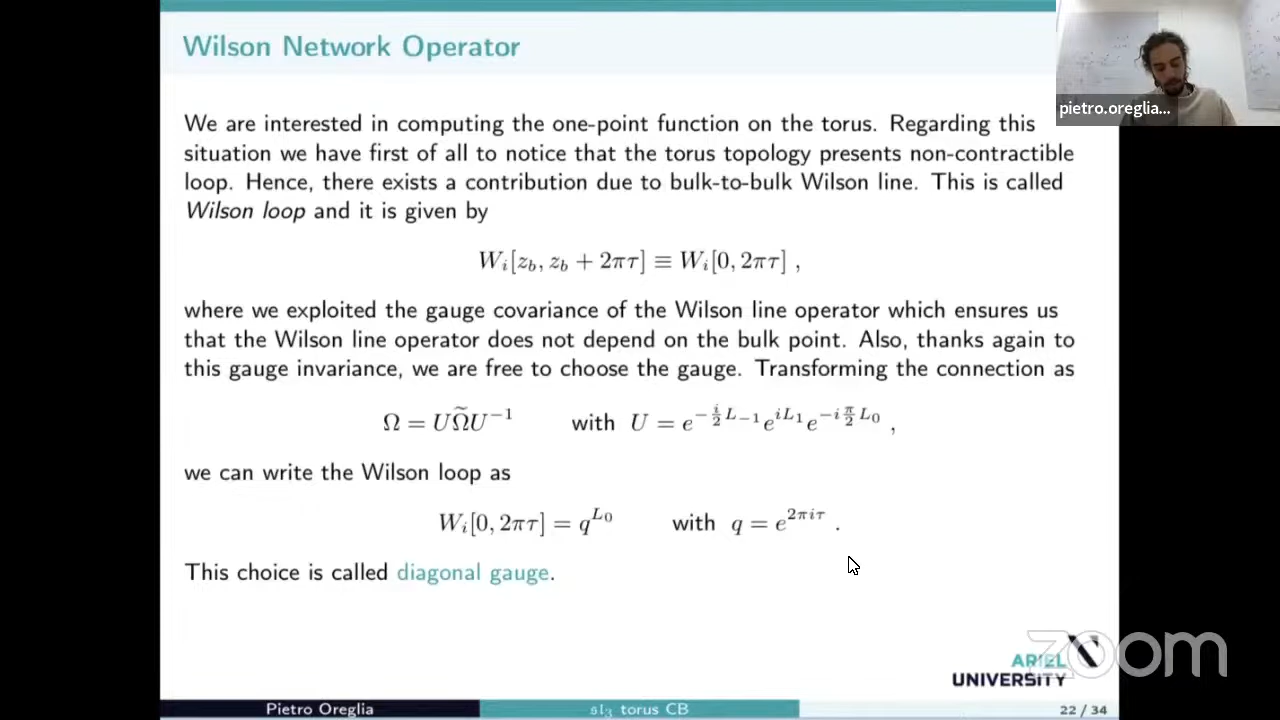 Wilson Network Operator
pietro.oreglia...
We are interested in computing the one-point function on the torus. Regarding this
situation we have first of all to notice that the torus topology presents non-contractible
loop. Hence, there exists a contribution due to bulk-to-bulk Wilson line. This is called
Wilson loop and it is given by
W_i[z_b, z_b + 2πτ] ≡ W_i[0, 2πτ] ,
where we exploited the gauge covariance of the Wilson line operator which ensures us
that the Wilson line operator does not depend on the bulk point. Also, thanks again to
this gauge invariance, we are free to choose the gauge. Transforming the connection as
Ω = UΩ̃U⁻¹ with U = e^{-\frac{i}{2}L_{-1}} e^{iL_1} e^{-i\frac{π}{2}L_0} ,
we can write the Wilson loop as
W_i[0, 2πτ] = q^{L_0} with q = e^{2πiτ} .
This choice is called diagonal gauge.
zoom
ARIEL
UNIVERSITY
Pietro Oreglia
sl₃ torus CB
22 / 34